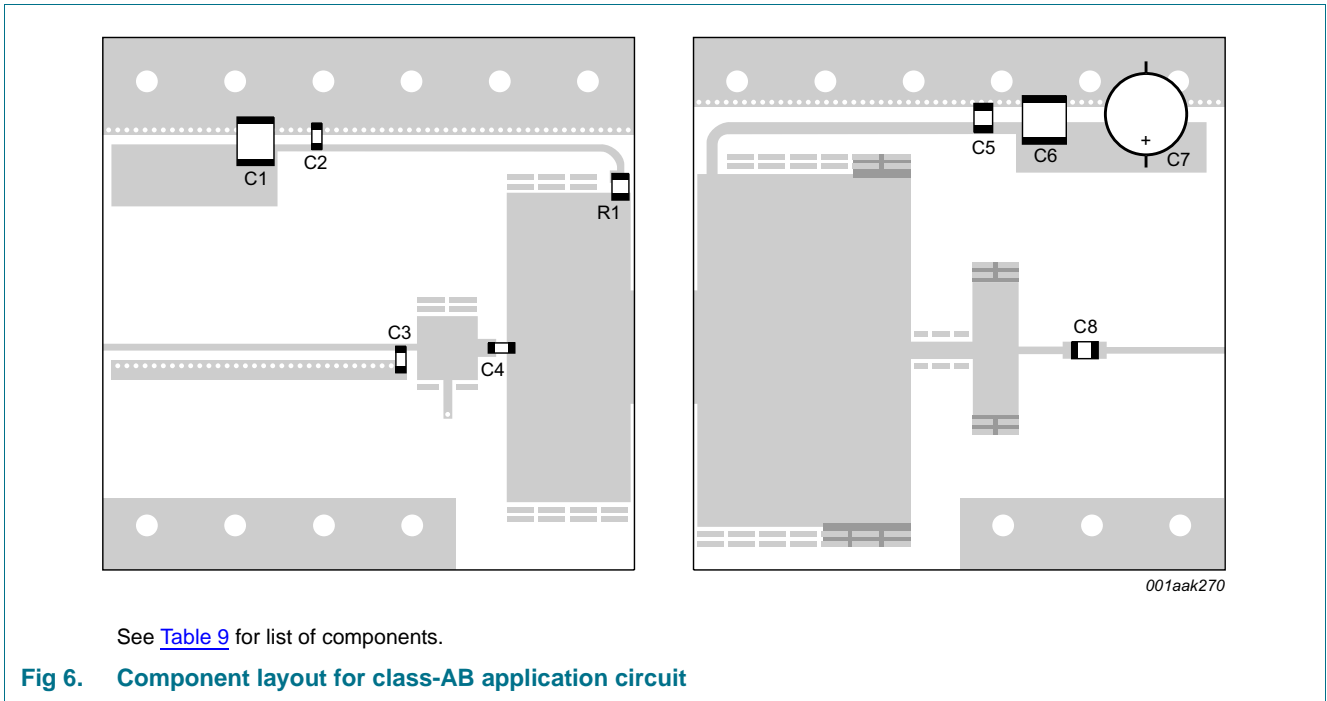 C1
C2
R1
C3
C4
C5
C6
+
C7
C8
001aak270
See Table 9 for list of components.
Fig 6. Component layout for class-AB application circuit